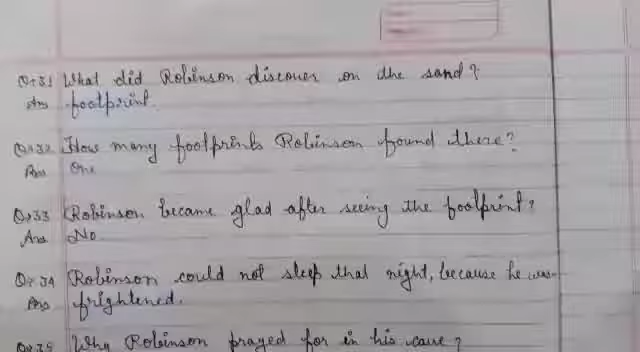 Q.31 What did Robinson discover on the sand?
Ans footprint.
Q.32 How many footprints Robinson found there?
Ans One
Q.33 Robinson became glad after seeing the footprint?
Ans No.
Q.34 Robinson could not sleep that night, because he was
Ans frightened.
Q.35 Why Robinson prayed for in his cave?